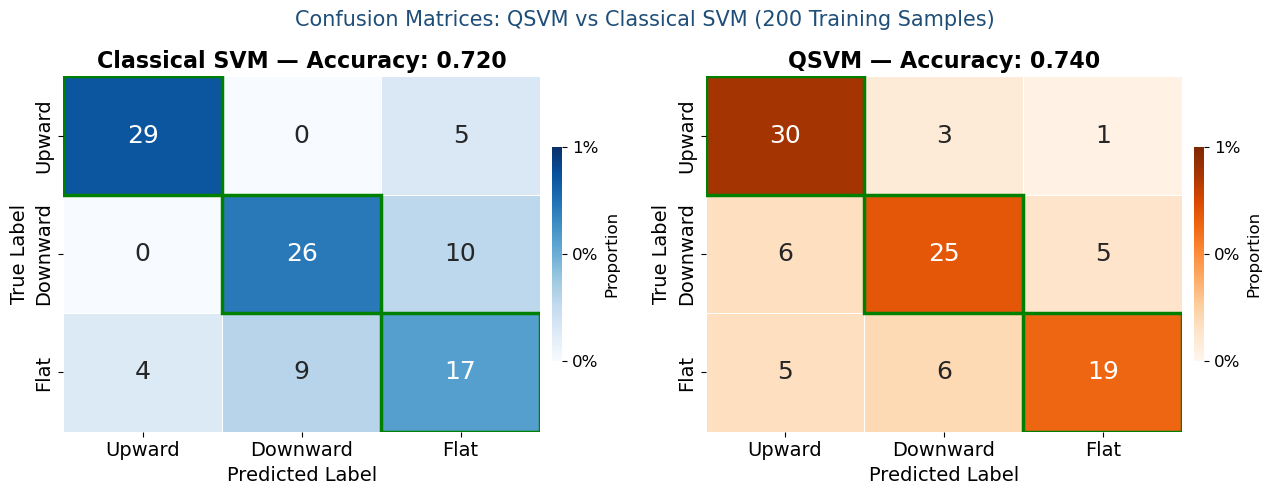 Confusion Matrices: QSVM vs Classical SVM (200 Training Samples)
Classical SVM — Accuracy: 0.720
True Label
Upward
Downward
Flat
29 0 5
0 26 10
4 9 17
Upward Downward Flat
Predicted Label
1%
0%
0%
Proportion
QSVM — Accuracy: 0.740
True Label
Upward
Downward
Flat
30 3 1
6 25 5
5 6 19
Upward Downward Flat
Predicted Label
1%
0%
0%
Proportion